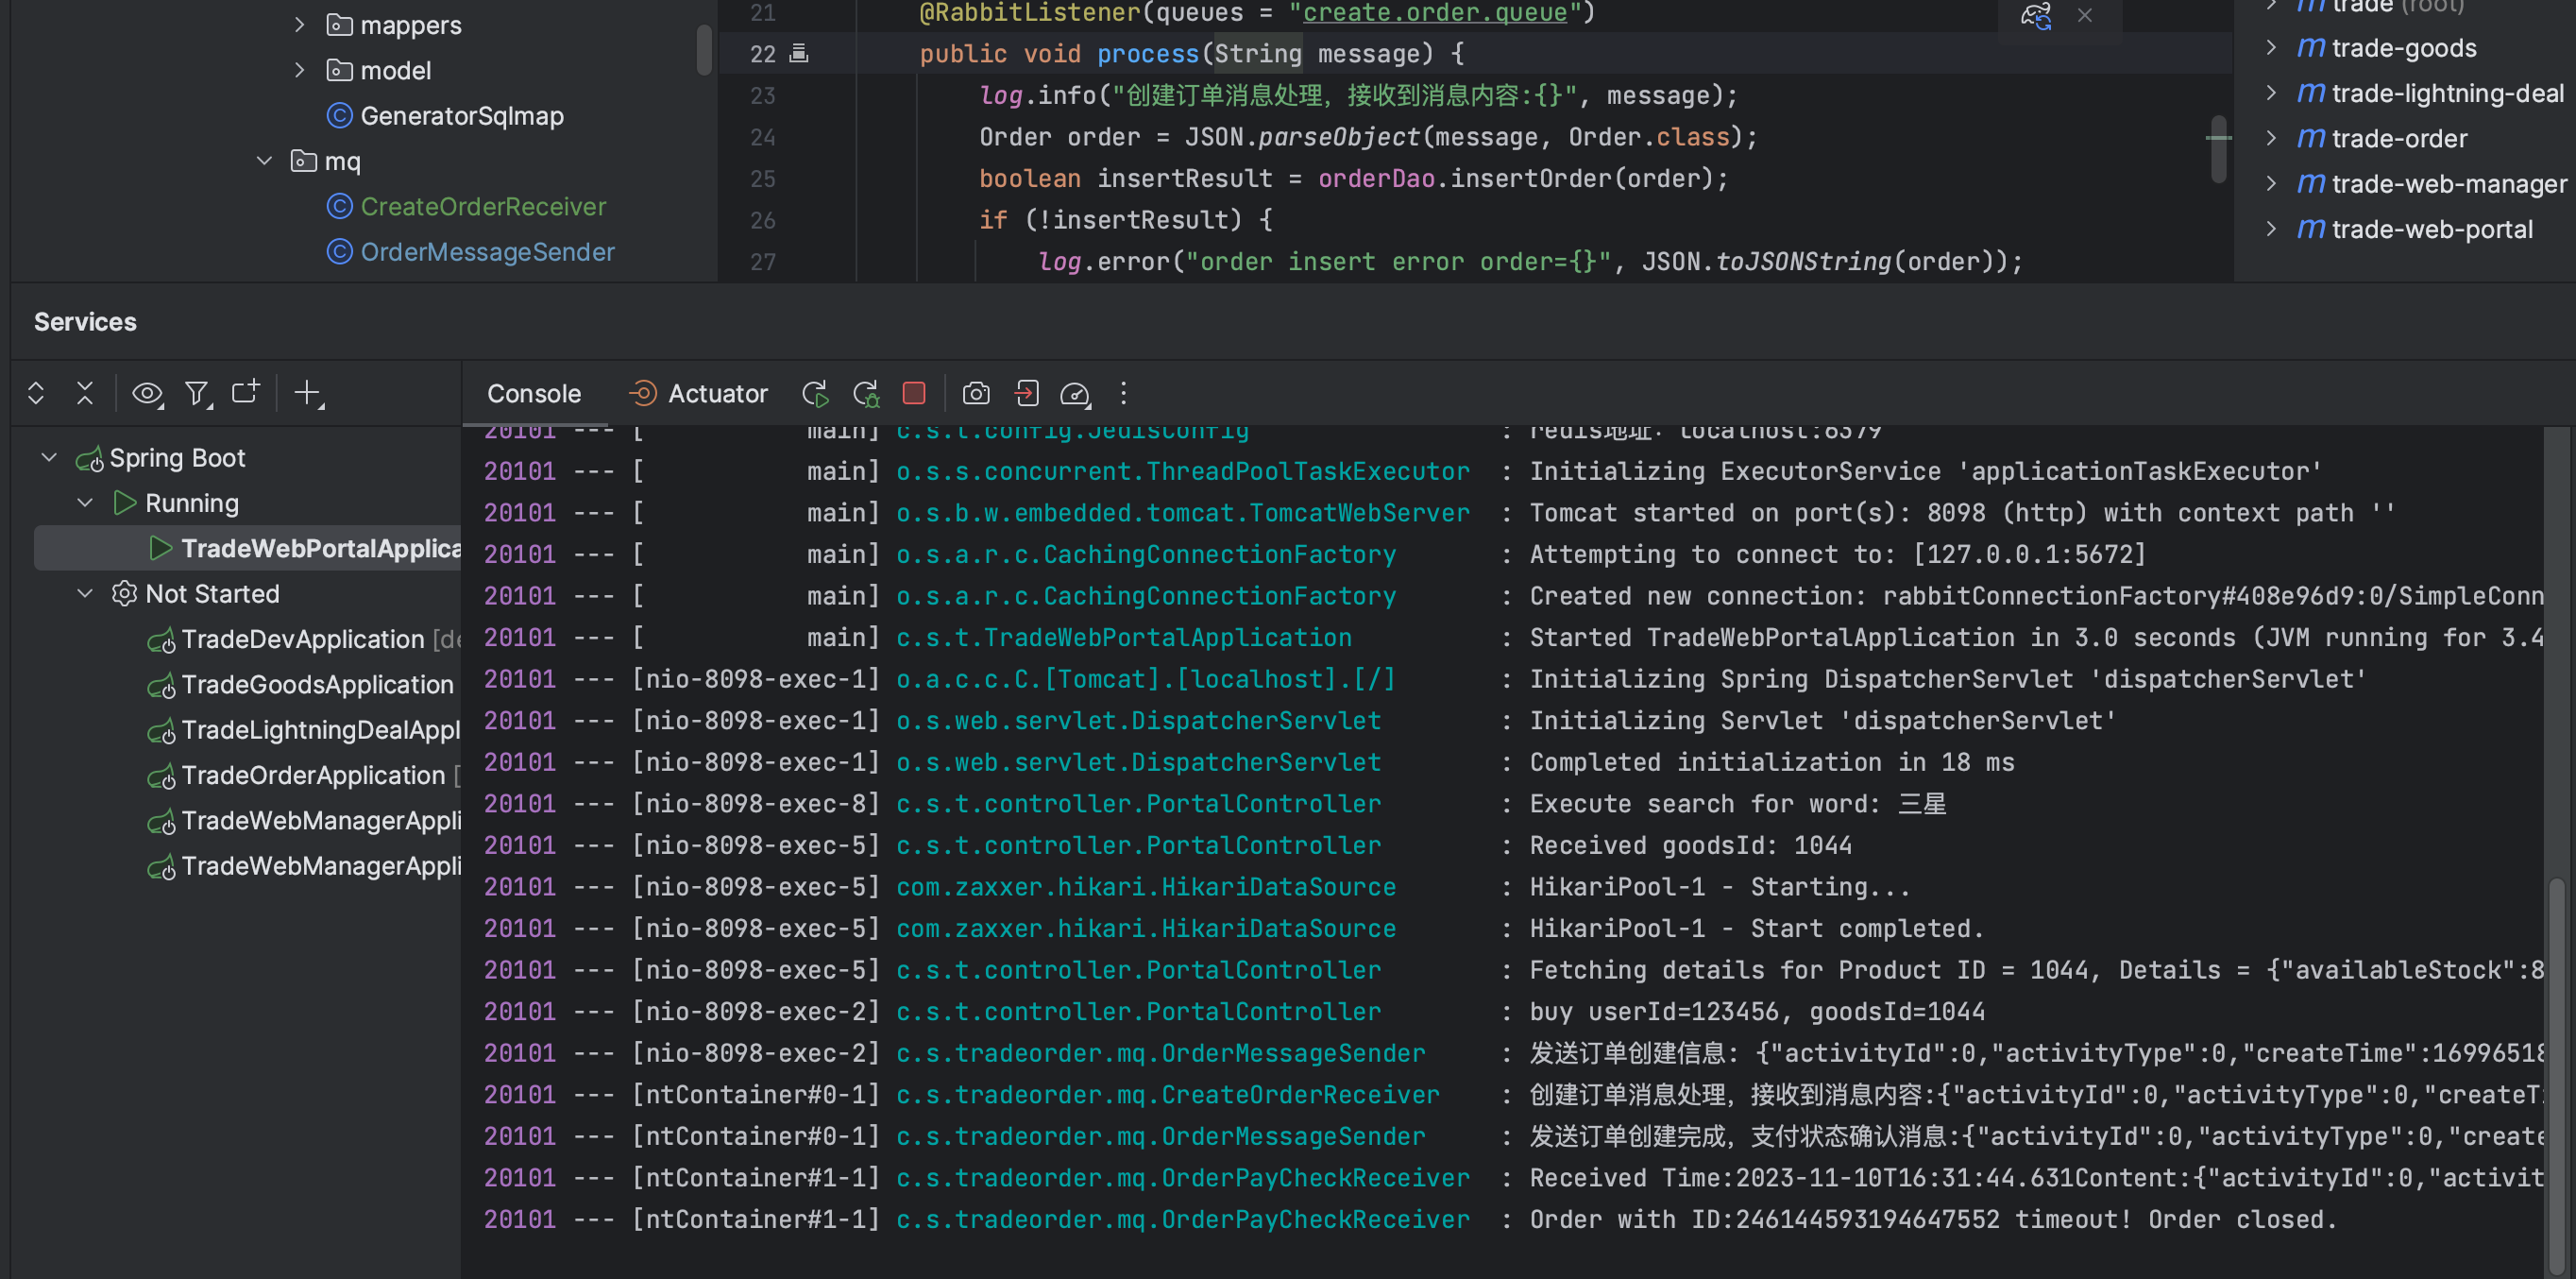 mappers
model
GeneratorSqlmap
mq
CreateOrderReceiver
OrderMessageSender
21 @RabbitListener(queues = "create.order.queue")
22 public void process(String message) {
23 log.info("创建订单消息处理，接收到消息内容:{}", message);
24 Order order = JSON.parseObject(message, Order.class);
25 boolean insertResult = orderDao.insertOrder(order);
26 if (!insertResult) {
27 log.error("order insert error order={}", JSON.toJSONString(order));
trade (root)
trade-goods
trade-lightning-deal
trade-order
trade-web-manager
trade-web-portal
Services
Console Actuator
Spring Boot
Running
TradeWebPortalApplica
Not Started
TradeDevApplication [de
TradeGoodsApplication
TradeLightningDealAppl
TradeOrderApplication [
TradeWebManagerAppli
TradeWebManagerAppli
20101 --- [           main] c.s.t.config.JedisConfig : redis地址：localhost:6379
20101 --- [           main] o.s.s.concurrent.ThreadPoolTaskExecutor : Initializing ExecutorService 'applicationTaskExecutor'
20101 --- [           main] o.s.b.w.embedded.tomcat.TomcatWebServer : Tomcat started on port(s): 8098 (http) with context path ''
20101 --- [           main] o.s.a.r.c.CachingConnectionFactory : Attempting to connect to: [127.0.0.1:5672]
20101 --- [           main] o.s.a.r.c.CachingConnectionFactory : Created new connection: rabbitConnectionFactory#408e96d9:0/SimpleConn
20101 --- [           main] c.s.t.TradeWebPortalApplication : Started TradeWebPortalApplication in 3.0 seconds (JVM running for 3.4
20101 --- [nio-8098-exec-1] o.a.c.c.C.[Tomcat].[localhost].[/] : Initializing Spring DispatcherServlet 'dispatcherServlet'
20101 --- [nio-8098-exec-1] o.s.web.servlet.DispatcherServlet : Initializing Servlet 'dispatcherServlet'
20101 --- [nio-8098-exec-1] o.s.web.servlet.DispatcherServlet : Completed initialization in 18 ms
20101 --- [nio-8098-exec-8] c.s.t.controller.PortalController : Execute search for word: 三星
20101 --- [nio-8098-exec-5] c.s.t.controller.PortalController : Received goodsId: 1044
20101 --- [nio-8098-exec-5] com.zaxxer.hikari.HikariDataSource : HikariPool-1 - Starting...
20101 --- [nio-8098-exec-5] com.zaxxer.hikari.HikariDataSource : HikariPool-1 - Start completed.
20101 --- [nio-8098-exec-5] c.s.t.controller.PortalController : Fetching details for Product ID = 1044, Details = {"availableStock":8
20101 --- [nio-8098-exec-2] c.s.t.controller.PortalController : buy userId=123456, goodsId=1044
20101 --- [nio-8098-exec-2] c.s.tradeorder.mq.OrderMessageSender : 发送订单创建信息: {"activityId":0,"activityType":0,"createTime":16996518
20101 --- [ntContainer#0-1] c.s.tradeorder.mq.CreateOrderReceiver : 创建订单消息处理，接收到消息内容:{"activityId":0,"activityType":0,"createTi
20101 --- [ntContainer#0-1] c.s.tradeorder.mq.OrderMessageSender : 发送订单创建完成，支付状态确认消息:{"activityId":0,"activityType":0,"create
20101 --- [ntContainer#1-1] c.s.tradeorder.mq.OrderPayCheckReceiver : Received Time:2023-11-10T16:31:44.631Content:{"activityId":0,"activit
20101 --- [ntContainer#1-1] c.s.tradeorder.mq.OrderPayCheckReceiver : Order with ID:246144593194647552 timeout! Order closed.